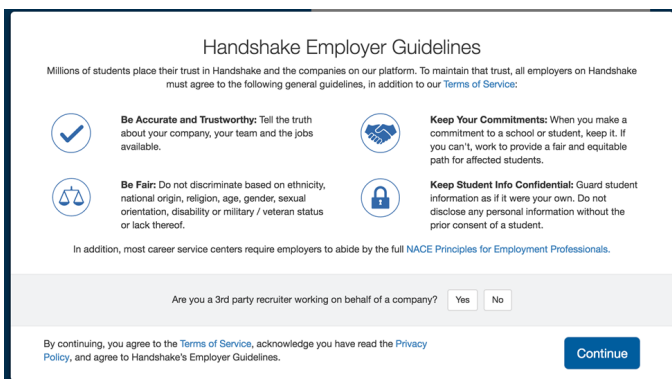 Handshake Employer Guidelines
Millions of students place their trust in Handshake and the companies on our platform. To maintain that trust, all employers on Handshake
must agree to the following general guidelines, in addition to our Terms of Service:
Be Accurate and Trustworthy: Tell the truth
about your company, your team and the jobs
available.
Keep Your Commitments: When you make a
commitment to a school or student, keep it. If
you can't, work to provide a fair and equitable
path for affected students.
Be Fair: Do not discriminate based on ethnicity,
national origin, religion, age, gender, sexual
orientation, disability or military / veteran status
or lack thereof.
Keep Student Info Confidential: Guard student
information as if it were your own. Do not
disclose any personal information without the
prior consent of a student.
In addition, most career service centers require employers to abide by the full NACE Principles for Employment Professionals.
Are you a 3rd party recruiter working on behalf of a company? Yes No
By continuing, you agree to the Terms of Service, acknowledge you have read the Privacy
Policy, and agree to Handshake's Employer Guidelines.
Continue